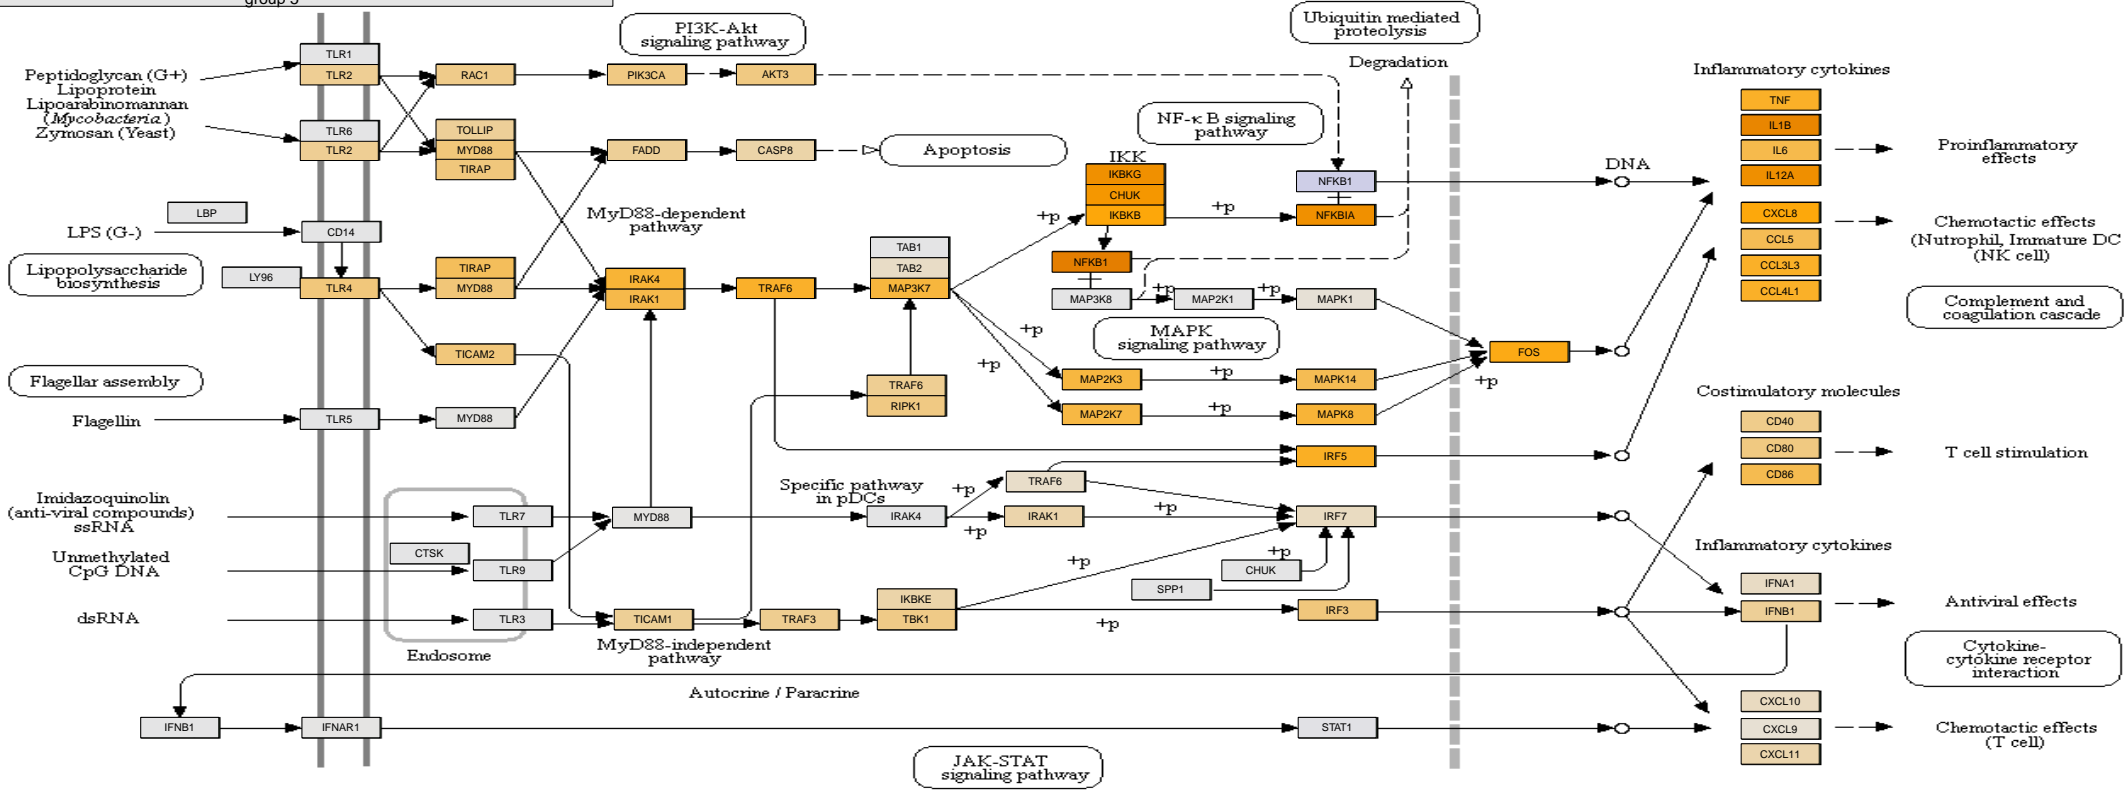 group 3
PI3K-Akt
signaling pathway
Ubiquitin mediated
proteolysis
Degradation
Inflammatory cytokines
Peptidoglycan (G+)
Lipoprotein
Lipoarabinomannan
(Mycobacteria)
Zymosan (Yeast)
TLR1
TLR2
RAC1
PIK3CA
AKT3
TNF
IL1B
IL6
IL12A
Proinflammatory
effects
TLR6
TLR2
TOLLIP
MYD88
TIRAP
FADD
CASP8
Apoptosis
NF-κ B signaling
pathway
IKK
IKBKG
CHUK
IKBKB
+p
+p
NFKB1
NFKBIA
DNA
LBP
LPS (G-)
CD14
MyD88-dependent
pathway
CXCL8
CCL5
CCL3L3
CCL4L1
Chemotactic effects
(Nutrophil, Immature DC
(NK cell)
Lipopolysaccharide
biosynthesis
LY96
TLR4
TIRAP
MYD88
IRAK4
IRAK1
TRAF6
TAB1
TAB2
MAP3K7
NFKB1
MAP3K8
+p
MAP2K1
+p
MAPK1
Complement and
coagulation cascade
MAPK
signaling pathway
TICAM2
+p
+p
MAP2K3
+p
MAPK14
FOS
+p
Flagellar assembly
TRAF6
RIPK1
MAP2K7
+p
MAPK8
Costimulatory molecules
CD40
CD80
CD86
T cell stimulation
Flagellin
TLR5
MYD88
IRF5
Imidazoquinolin
(anti-viral compounds)
ssRNA
TLR7
MYD88
Specific pathway
in pDCs
IRAK4
+p
TRAF6
+p
IRAK1
+p
IRF7
Unmethylated
CpG DNA
CTSK
TLR9
+p
CHUK
+p
SPP1
Inflammatory cytokines
IFNA1
IFNB1
Antiviral effects
dsRNA
TLR3
TICAM1
TRAF3
IKBKE
TBK1
+p
IRF3
Endosome
MyD88-independent
pathway
Cytokine-
cytokine receptor
interaction
Autocrine / Paracrine
IFNB1
IFNAR1
STAT1
CXCL10
CXCL9
CXCL11
Chemotactic effects
(T cell)
JAK-STAT
signaling pathway